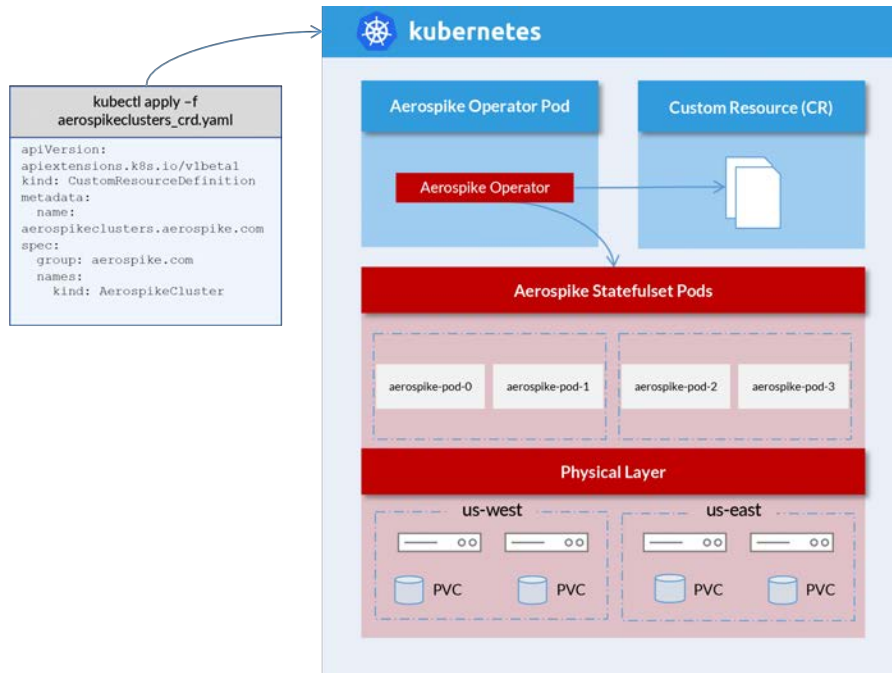 kubernetes
kubectl apply –f
aerospikeclusters_crd.yaml
apiVersion:
apiextensions.k8s.io/v1beta1
kind: CustomResourceDefinition
metadata:
  name:
aerospikeclusters.aerospike.com
spec:
  group: aerospike.com
  names:
    kind: AerospikeCluster
Aerospike Operator Pod
Custom Resource (CR)
Aerospike Operator
Aerospike Statefulset Pods
aerospike-pod-0
aerospike-pod-1
aerospike-pod-2
aerospike-pod-3
Physical Layer
us-west
us-east
PVC
PVC
PVC
PVC